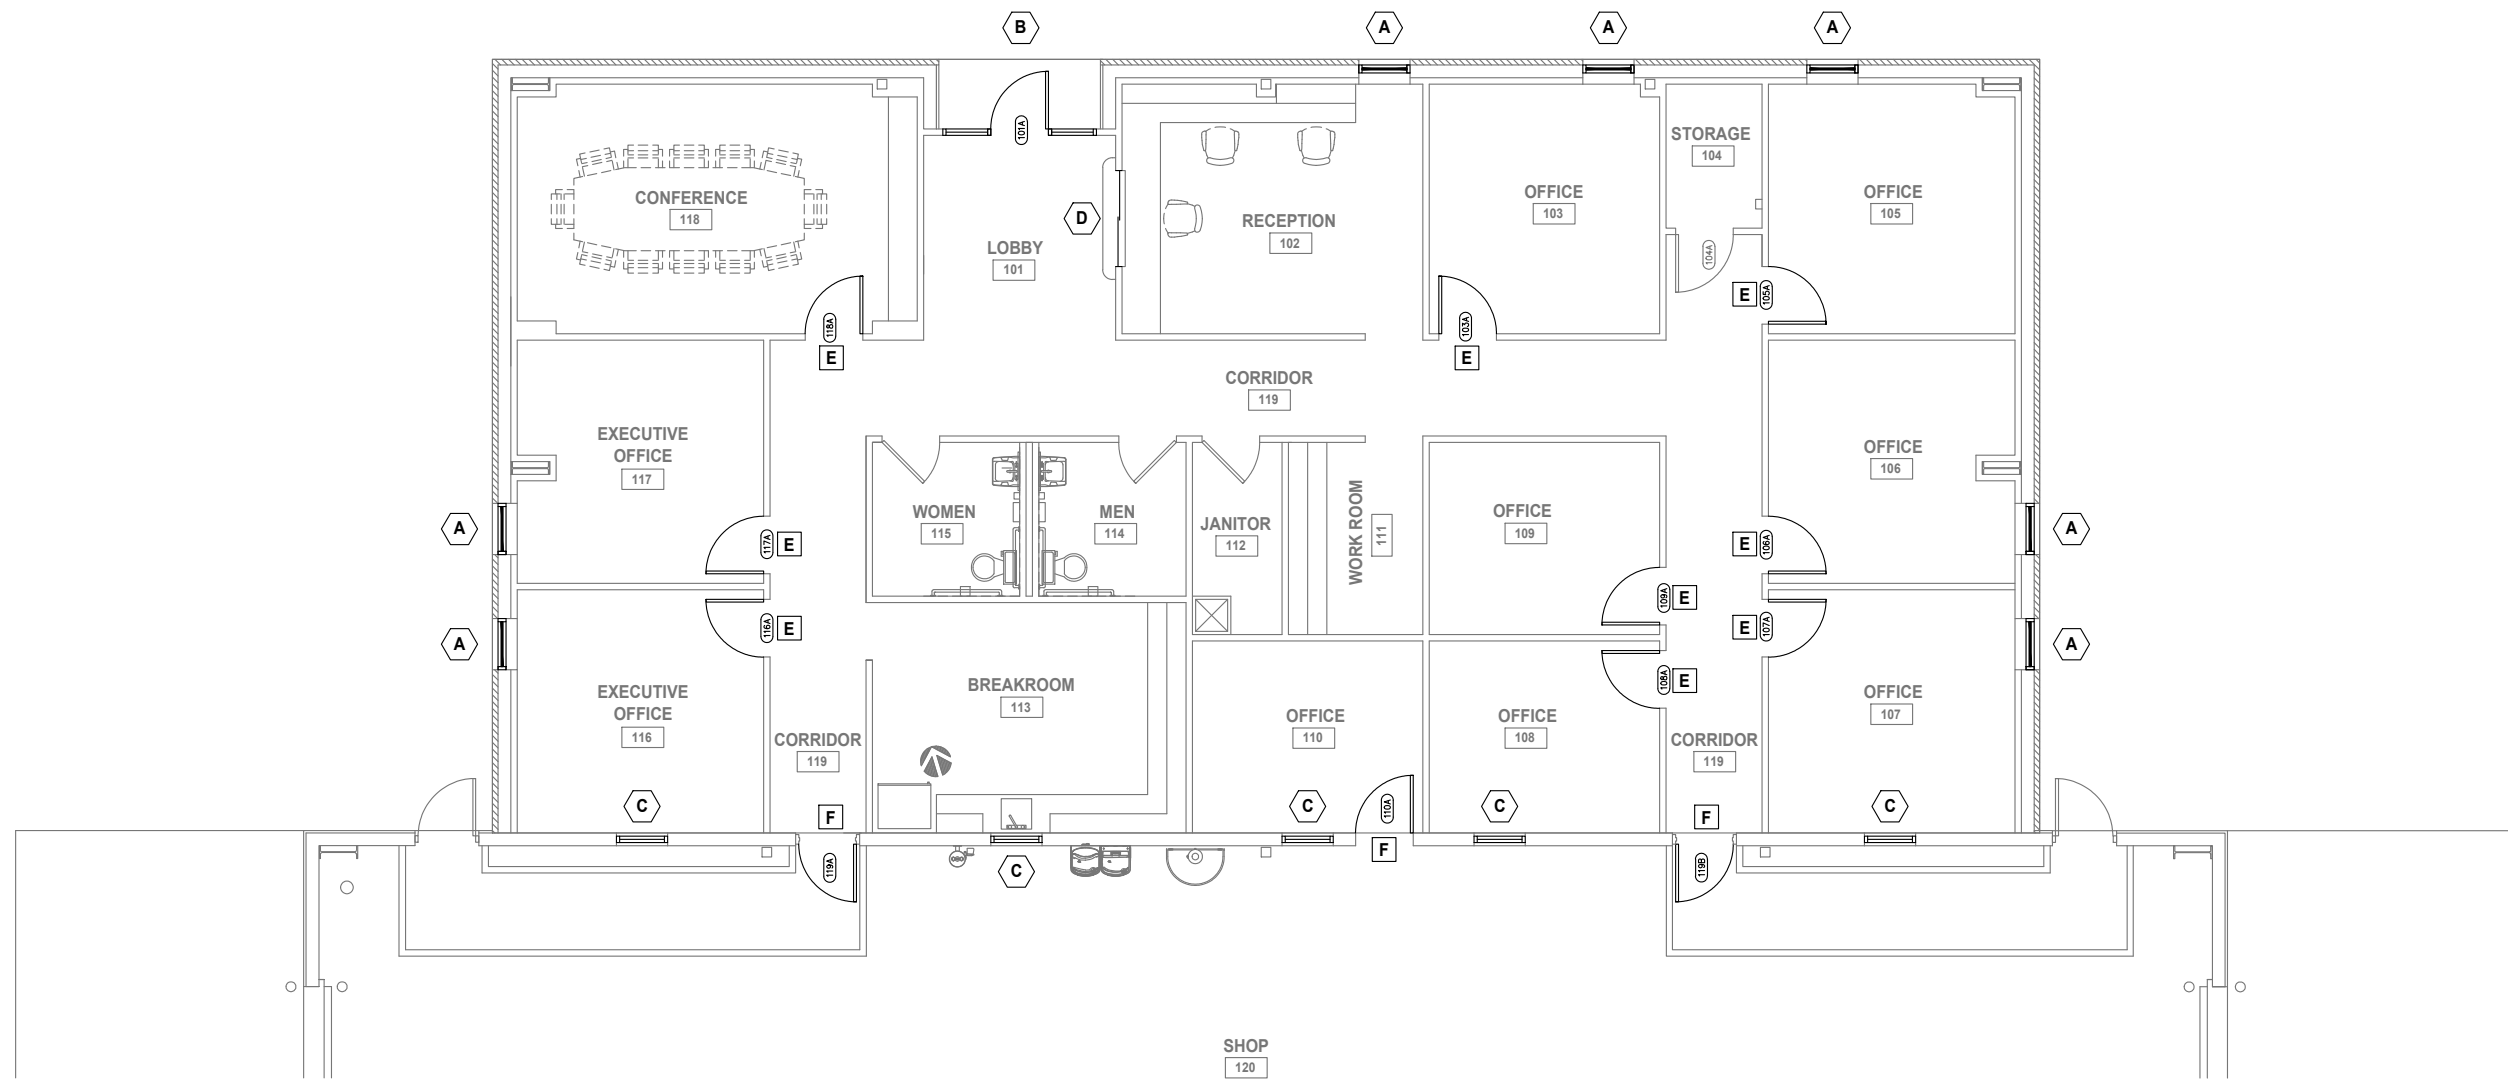 B
A
A
A
101A
STORAGE
104
CONFERENCE
118
OFFICE
103
OFFICE
105
D
RECEPTION
102
LOBBY
101
104A
E
105A
118A
E
103A
E
CORRIDOR
119
EXECUTIVE
OFFICE
117
OFFICE
106
A
WOMEN
115
MEN
114
JANITOR
112
WORK ROOM
111
OFFICE
109
A
117A
E
E
106A
116A
E
109A
E
E
107A
A
A
108A
E
EXECUTIVE
OFFICE
116
BREAKROOM
113
OFFICE
110
OFFICE
108
OFFICE
107
CORRIDOR
119
CORRIDOR
119
C
C
C
C
110A
F
F
F
119A
C
119B
SHOP
120